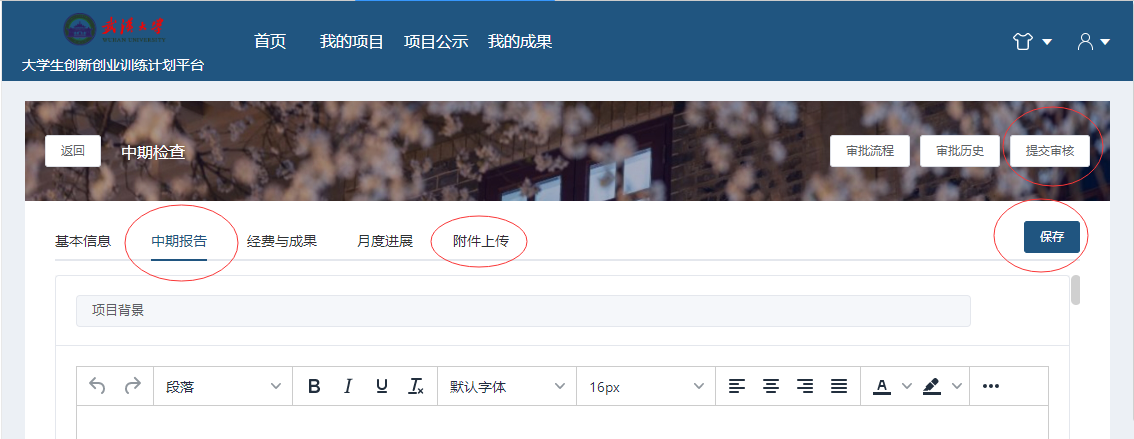 武汉大学
WUHAN UNIVERSITY
大学生创新创业训练计划平台
首页 我的项目 项目公示 我的成果
返回 中期检查 审批流程 审批历史 提交审核
基本信息 中期报告 经费与成果 月度进展 附件上传 保存
项目背景
段落 B I U Tx 默认字体 16px A